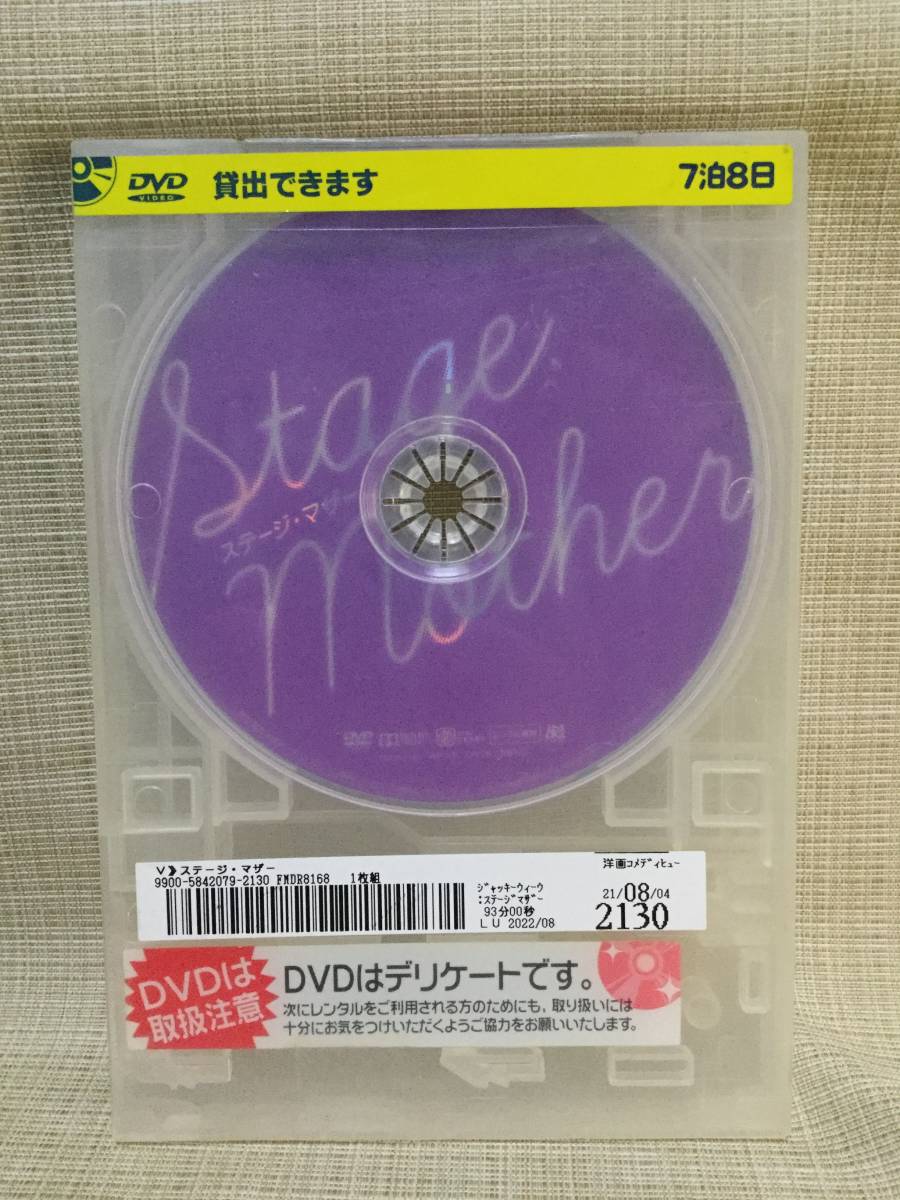 DVD
VIDEO
貸出できます
7泊8日
Stage
ステージ・マザー
Mother
V》ステージ・マザー
9900-5842079-2130 FMDR8168 1枚組
ジャッキーウィーヴ
:ステージマザー
93分00秒
LU 2022/08
洋画コメディビュー
21/08/04
2130
DVDは
取扱注意
DVDはデリケートです。
次にレンタルをご利用される方のためにも、取り扱いには
十分にお気をつけいただくようご協力をお願いいたします。